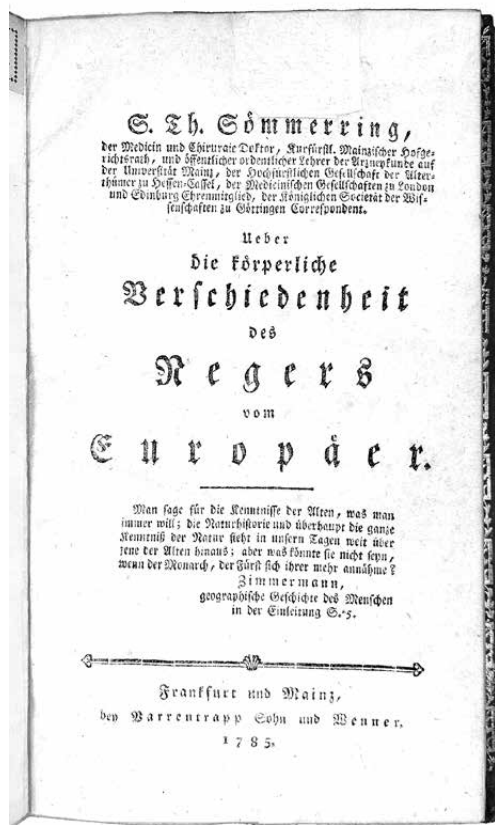 S. Th. Sömmerring,
der Medicin und Chirurgie Doktor, Kurfürstl. Mainzischer Hofge-
richtsrath, und öffentlicher ordentlicher Lehrer der Arzneykunde auf
der Universität Mainz, der Hochfürstlichen Gesellschaft der Alter-
thümer zu Hessen-Cassel, der Medicinischen Gesellschaften zu London
und Edinburg Ehrenmitglied, der Königlichen Societät der Wis-
senschaften zu Göttingen Correspondent.
Ueber
die körperliche
Verschiedenheit
des
Negers
vom
Europäer.
Man sage für die Kenntnisse der Alten, was man
immer will; die Naturhistorie und überhaupt die ganze
Kenntniß der Natur sieht in unsern Tagen weit über
jene der Alten hinaus; aber was könnte sie nicht seyn,
wenn der Monarch, der Fürst sich ihrer mehr annähme?
Zimmermann,
geographische Geschichte des Menschen
in der Einleitung S. 5.
Frankfurt und Mainz,
bey Varrentrapp Sohn und Wenner.
1785.